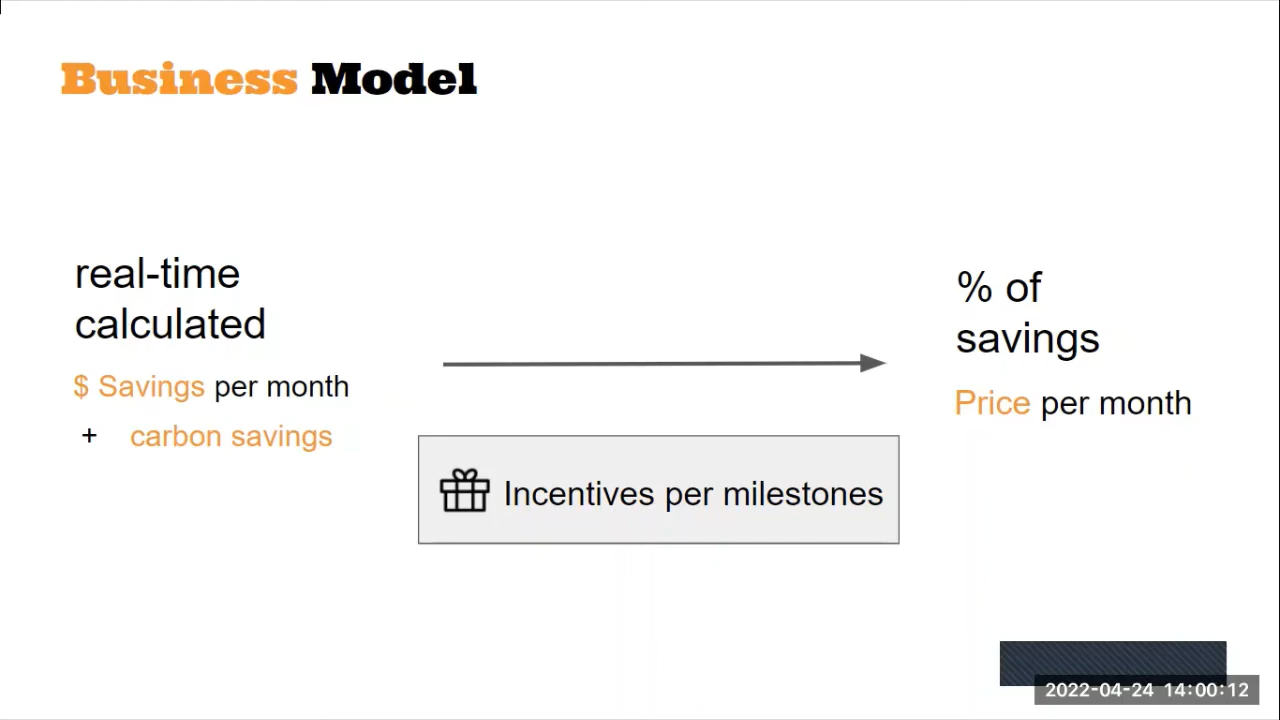 Business Model
real-time
calculated
$ Savings per month
+ carbon savings
% of
savings
Price per month
Incentives per milestones
2022-04-24 14:00:12